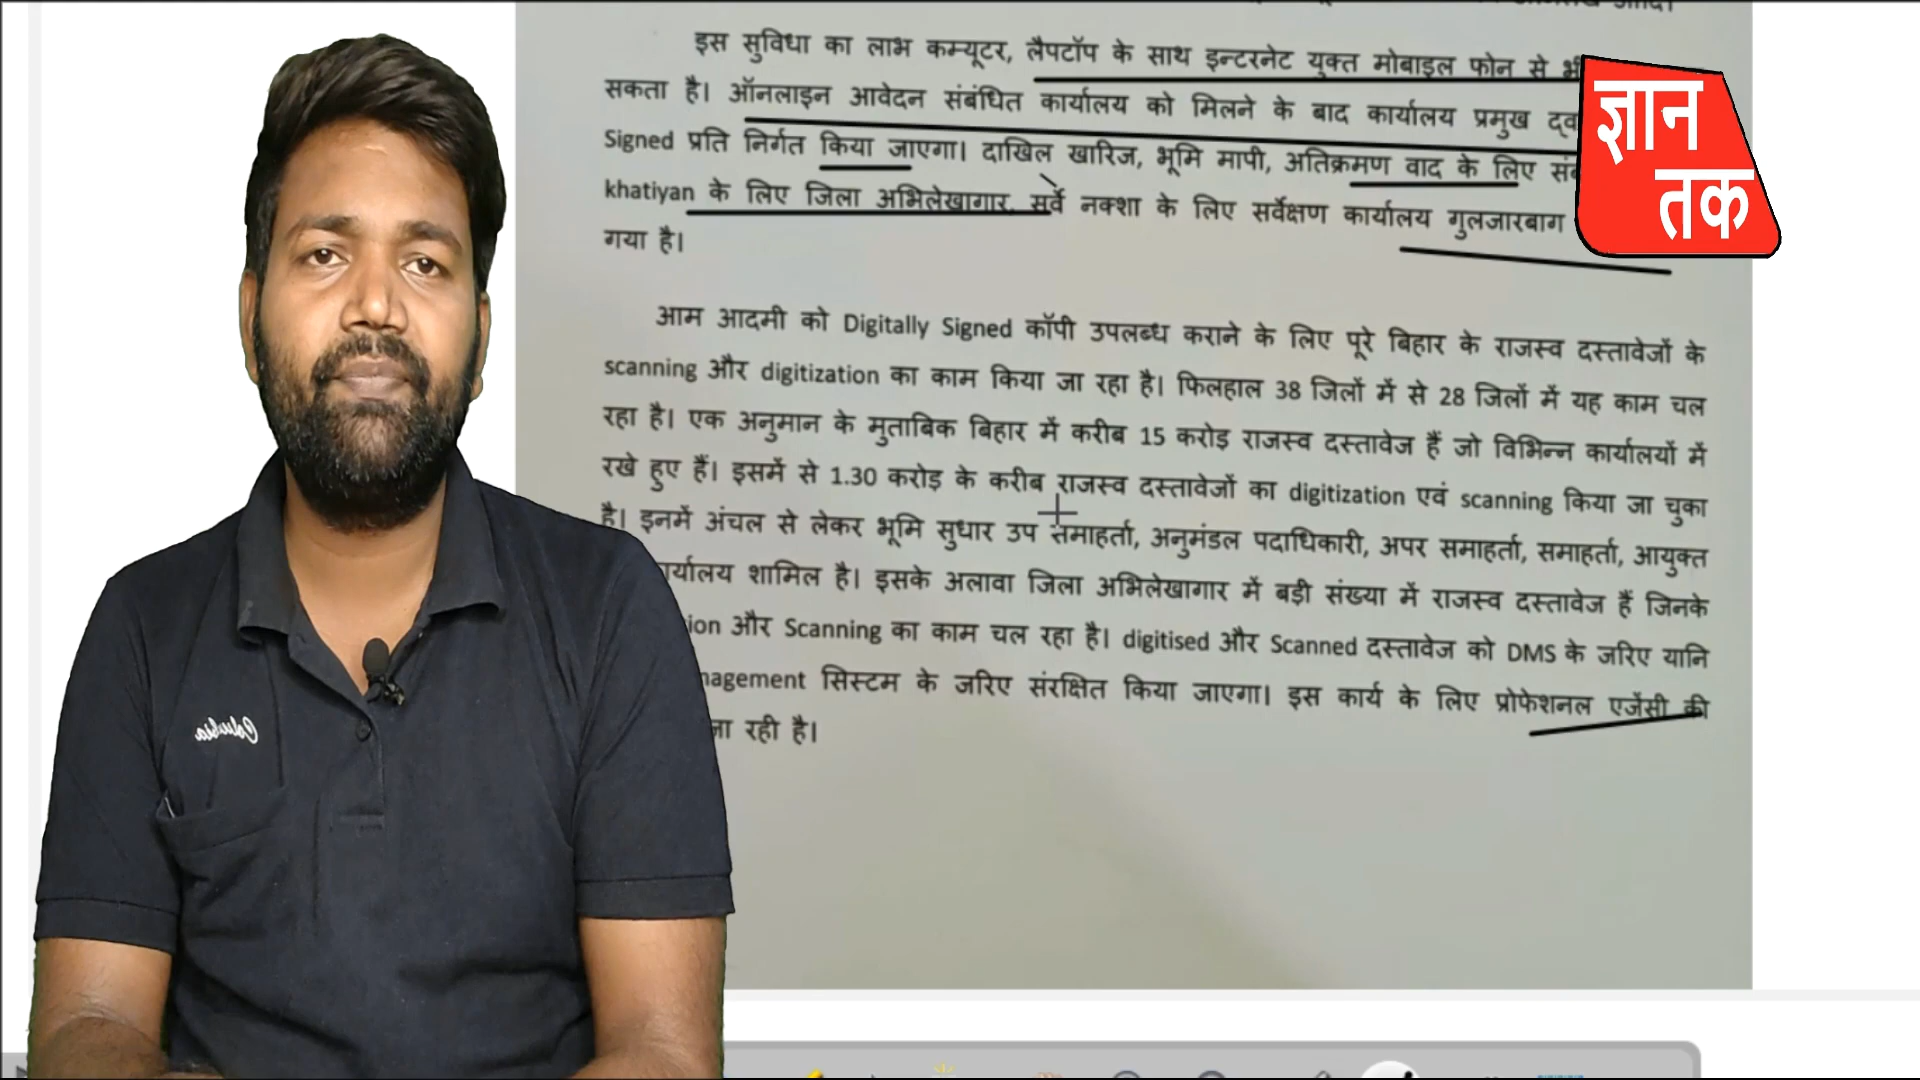 इस सुविधा का लाभ कम्प्यूटर, लैपटॉप के साथ इन्टरनेट युक्त मोबाइल फोन से
सकता है। ऑनलाइन आवेदन संबंधित कार्यालय को मिलने के बाद कार्यालय प्रमुख
Signed प्रति निर्गत किया जाएगा। दाखिल खारिज, भूमि मापी, अतिक्रमण वाद के लिए
khatiyan के लिए जिला अभिलेखागार, सर्वे नक्शा के लिए सर्वेक्षण कार्यालय गुलजारबाग
गया है।
आम आदमी को Digitally Signed कॉपी उपलब्ध कराने के लिए पूरे बिहार के राजस्व दस्तावेजों के
scanning और digitization का काम किया जा रहा है। फिलहाल 38 जिलों में से 28 जिलों में यह काम चल
रहा है। एक अनुमान के मुताबिक बिहार में करीब 15 करोड़ राजस्व दस्तावेज हैं जो विभिन्न कार्यालयों में
रखे हुए हैं। इसमें से 1.30 करोड़ के करीब राजस्व दस्तावेजों का digitization एवं scanning किया जा चुका
है। इनमें अंचल से लेकर भूमि सुधार उप समाहर्ता, अनुमंडल पदाधिकारी, अपर समाहर्ता, समाहर्ता, आयुक्त
शामिल है। इसके अलावा जिला अभिलेखागार में बड़ी संख्या में राजस्व दस्तावेज हैं जिनके
और Scanning का काम चल रहा है। digitised और Scanned दस्तावेज को DMS के जरिए यानि
सिस्टम के जरिए संरक्षित किया जाएगा। इस कार्य के लिए प्रोफेशनल एजेंसी की
रही है।
ज्ञान
तक
Columbia